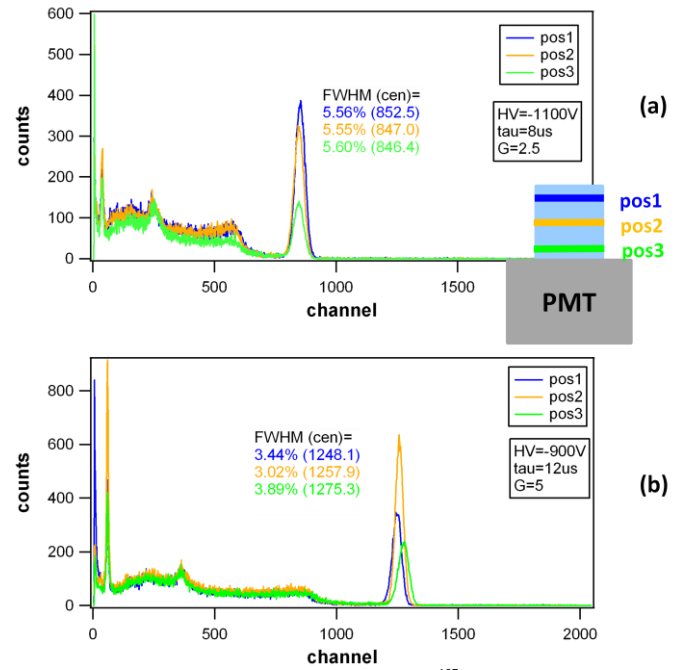 600
500
400
300
200
100
0
counts
FWHM (cen)=
5.56% (852.5)
5.55% (847.0)
5.60% (846.4)
pos1
pos2
pos3
HV=-1100V
tau=8us
G=2.5
(a)
pos1
pos2
pos3
PMT
0
500
1000
1500
channel
800
600
400
200
0
counts
FWHM (cen)=
3.44% (1248.1)
3.02% (1257.9)
3.89% (1275.3)
pos1
pos2
pos3
HV=-900V
tau=12us
G=5
(b)
0
500
1000
1500
2000
channel